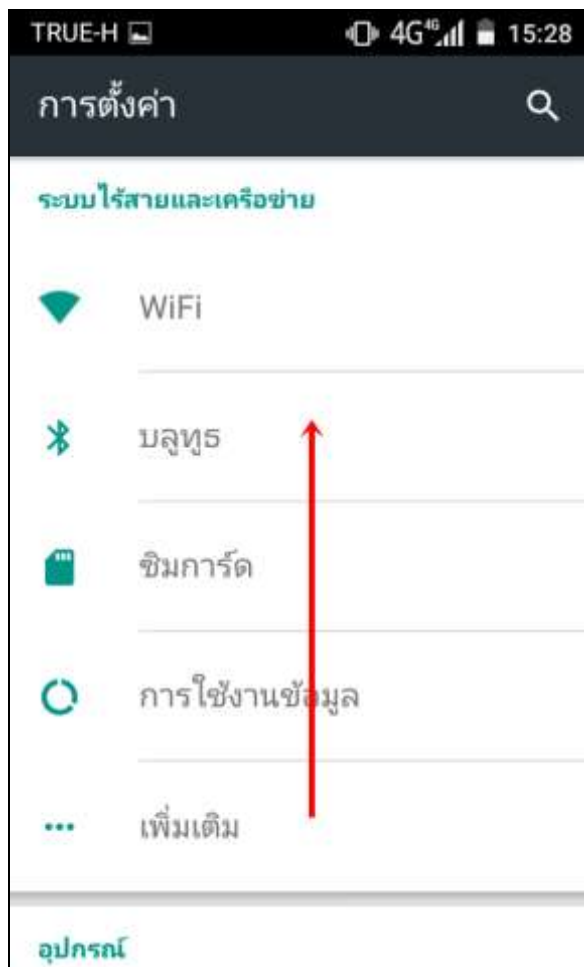 TRUE-H 4G 4G 15:28
การตั้งค่า
ระบบไร้สายและเครือข่าย
WiFi
บลูทูธ
ซิมการ์ด
การใช้งานข้อมูล
เพิ่มเติม
อุปกรณ์